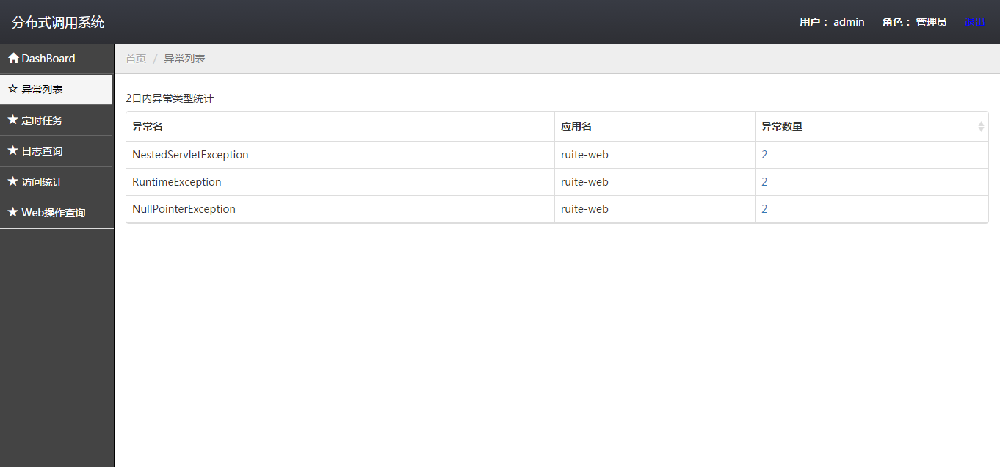 分布式调用系统
用户： admin 角色： 管理员 退出
DashBoard
异常列表
定时任务
日志查询
访问统计
Web操作查询
首页 / 异常列表
2日内异常类型统计
异常名 应用名 异常数量
NestedServletException ruite-web 2
RuntimeException ruite-web 2
NullPointerException ruite-web 2